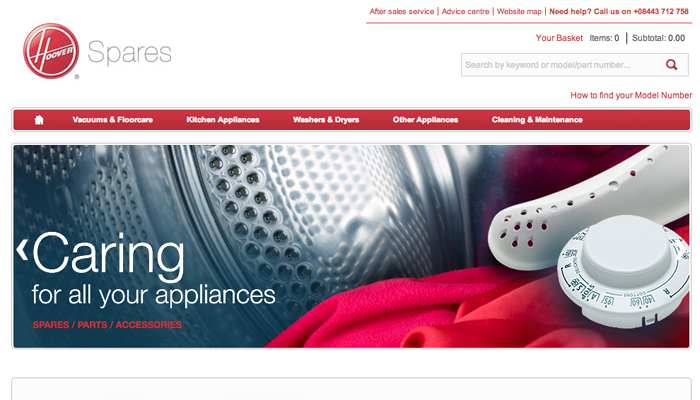 After sales service | Advice centre | Website map | Need help? Call us on +08443 712 758
HOOVER
®
Spares
Your Basket Items: 0 | Subtotal: 0.00
Search by keyword or model/part number...
How to find your Model Number
Vacuums & Floorcare Kitchen Appliances Washers & Dryers Other Appliances Cleaning & Maintenance
Caring
for all your appliances
SPARES / PARTS / ACCESSORIES